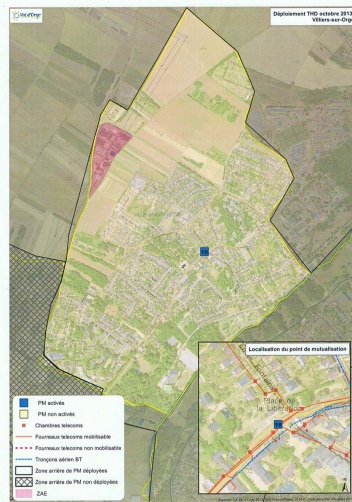 Val d'Orge
Déploiement THD octobre 2013
Villiers-sur-Orge
16
Localisation du point de mutualisation
Place de
la Libération
16
PM activés
PM non activés
Chambres telecoms
Fourreaux telecoms mobilisable
Fourreaux telecoms non mobilisable
Tronçons aérien BT
Zone arrière de PM déployées
Zone arrière de PM non déployées
ZAE